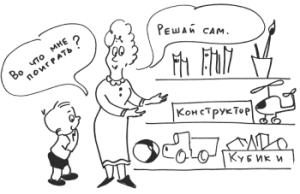 Во что мне
поиграть?
Решай сам.
Конструктор
Кубики